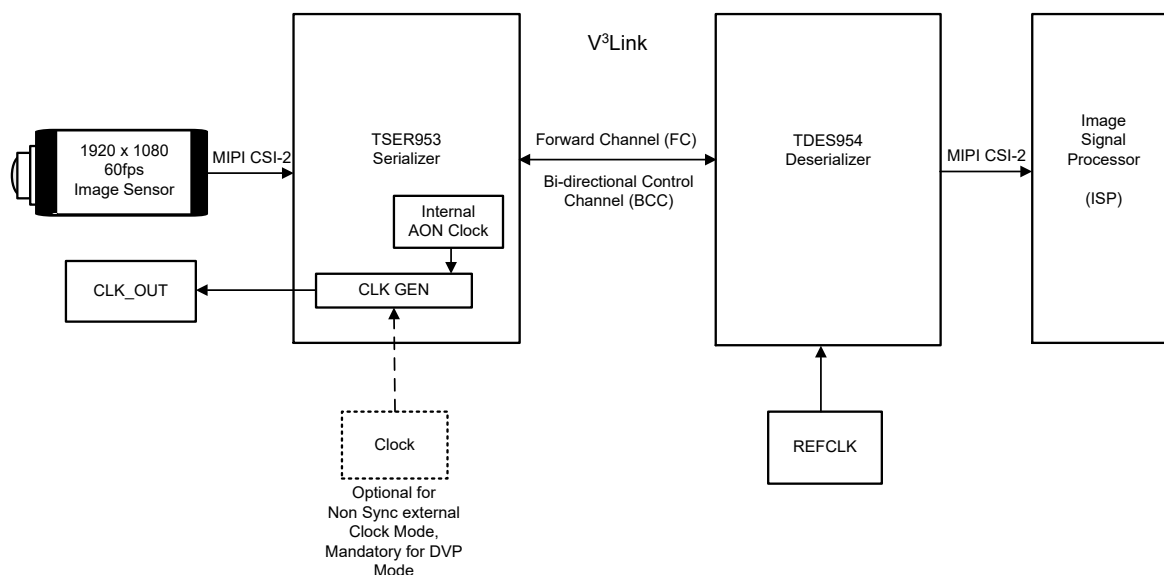 V³Link
1920 x 1080
60fps
Image Sensor
MIPI CSI-2
TSER953
Serializer
Internal
AON Clock
CLK GEN
CLK_OUT
Clock
Optional for
Non Sync external
Clock Mode,
Mandatory for DVP
Mode
Forward Channel (FC)
Bi-directional Control
Channel (BCC)
TDES954
Deserializer
REFCLK
MIPI CSI-2
Image
Signal
Processor
(ISP)